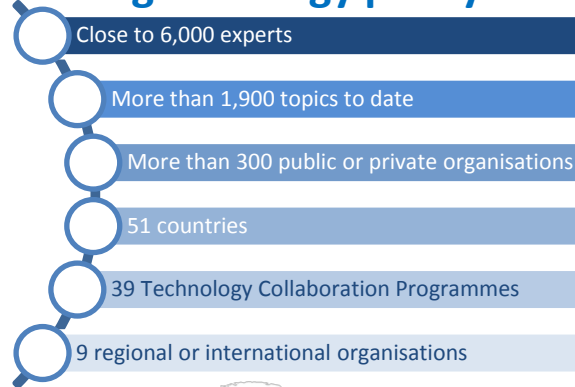 Close to 6,000 experts
More than 1,900 topics to date
More than 300 public or private organisations
51 countries
39 Technology Collaboration Programmes
9 regional or international organisations